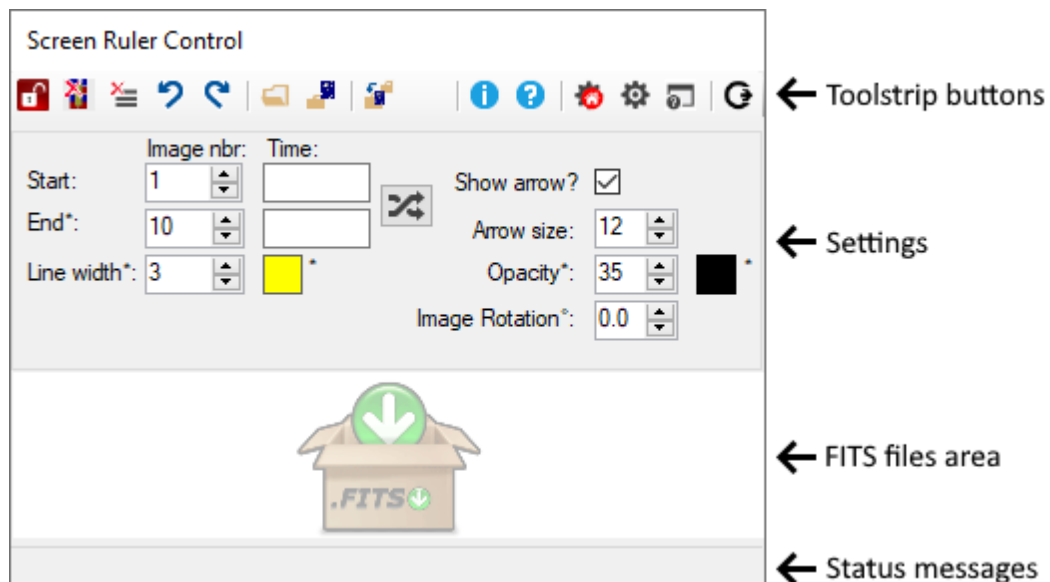 Screen Ruler Control
Toolstrip buttons
Image nbr: Time:
Start: 1 Show arrow?
End*: 10 Arrow size: 12
Settings
Line width*: 3 * Opacity*: 35 *
Image Rotation*: 0.0
.FITS
FITS files area
Status messages